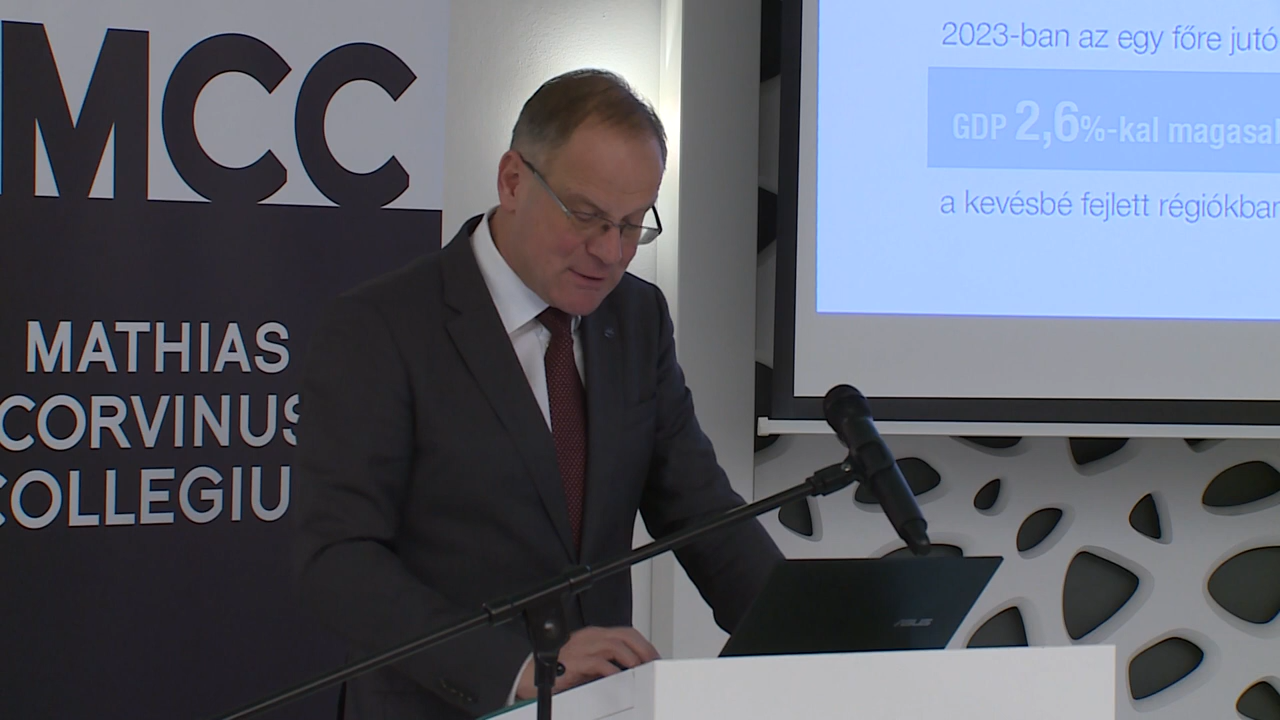 MCC
MATHIAS
CORVINUS
COLLEGIU
2023-ban az egy főre jutó
GDP 2,6%-kal magasab
a kevésbé fejlett régiókban
ASUS